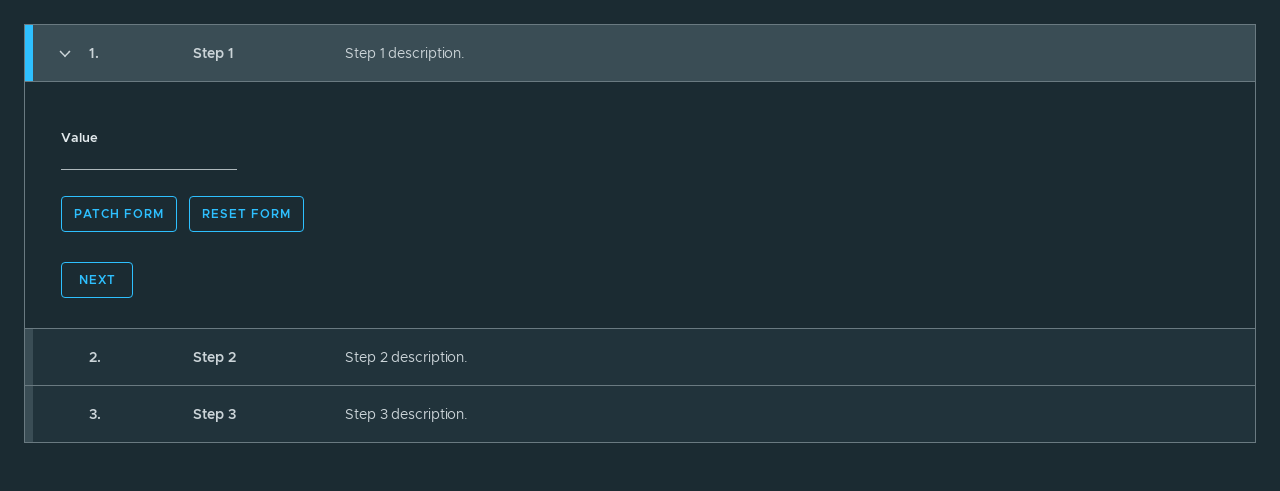 1. Step 1 Step 1 description.
Value
PATCH FORM RESET FORM
NEXT
2. Step 2 Step 2 description.
3. Step 3 Step 3 description.